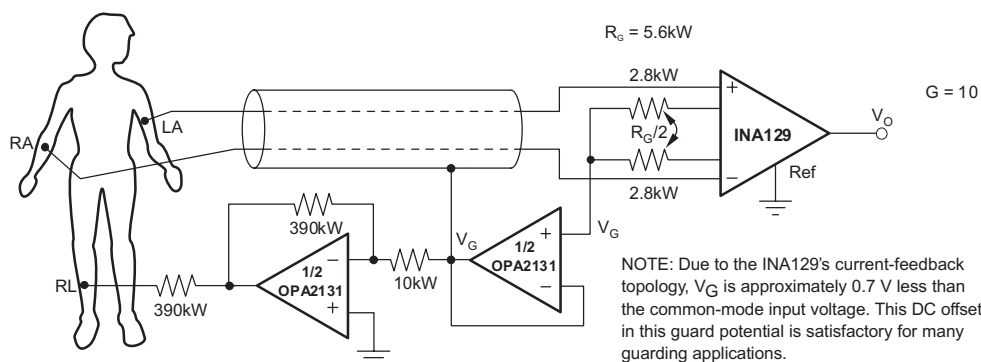 R_G = 5.6kW
2.8kW
G = 10
+
LA
RA
R_G/2
INA129
V_O
−
Ref
2.8kW
390kW
V_G
+
V_G
−
1/2
OPA2131
10kW
1/2
OPA2131
−
+
RL
390kW
NOTE: Due to the INA129's current-feedback
topology, V_G is approximately 0.7 V less than
the common-mode input voltage. This DC offset
in this guard potential is satisfactory for many
guarding applications.